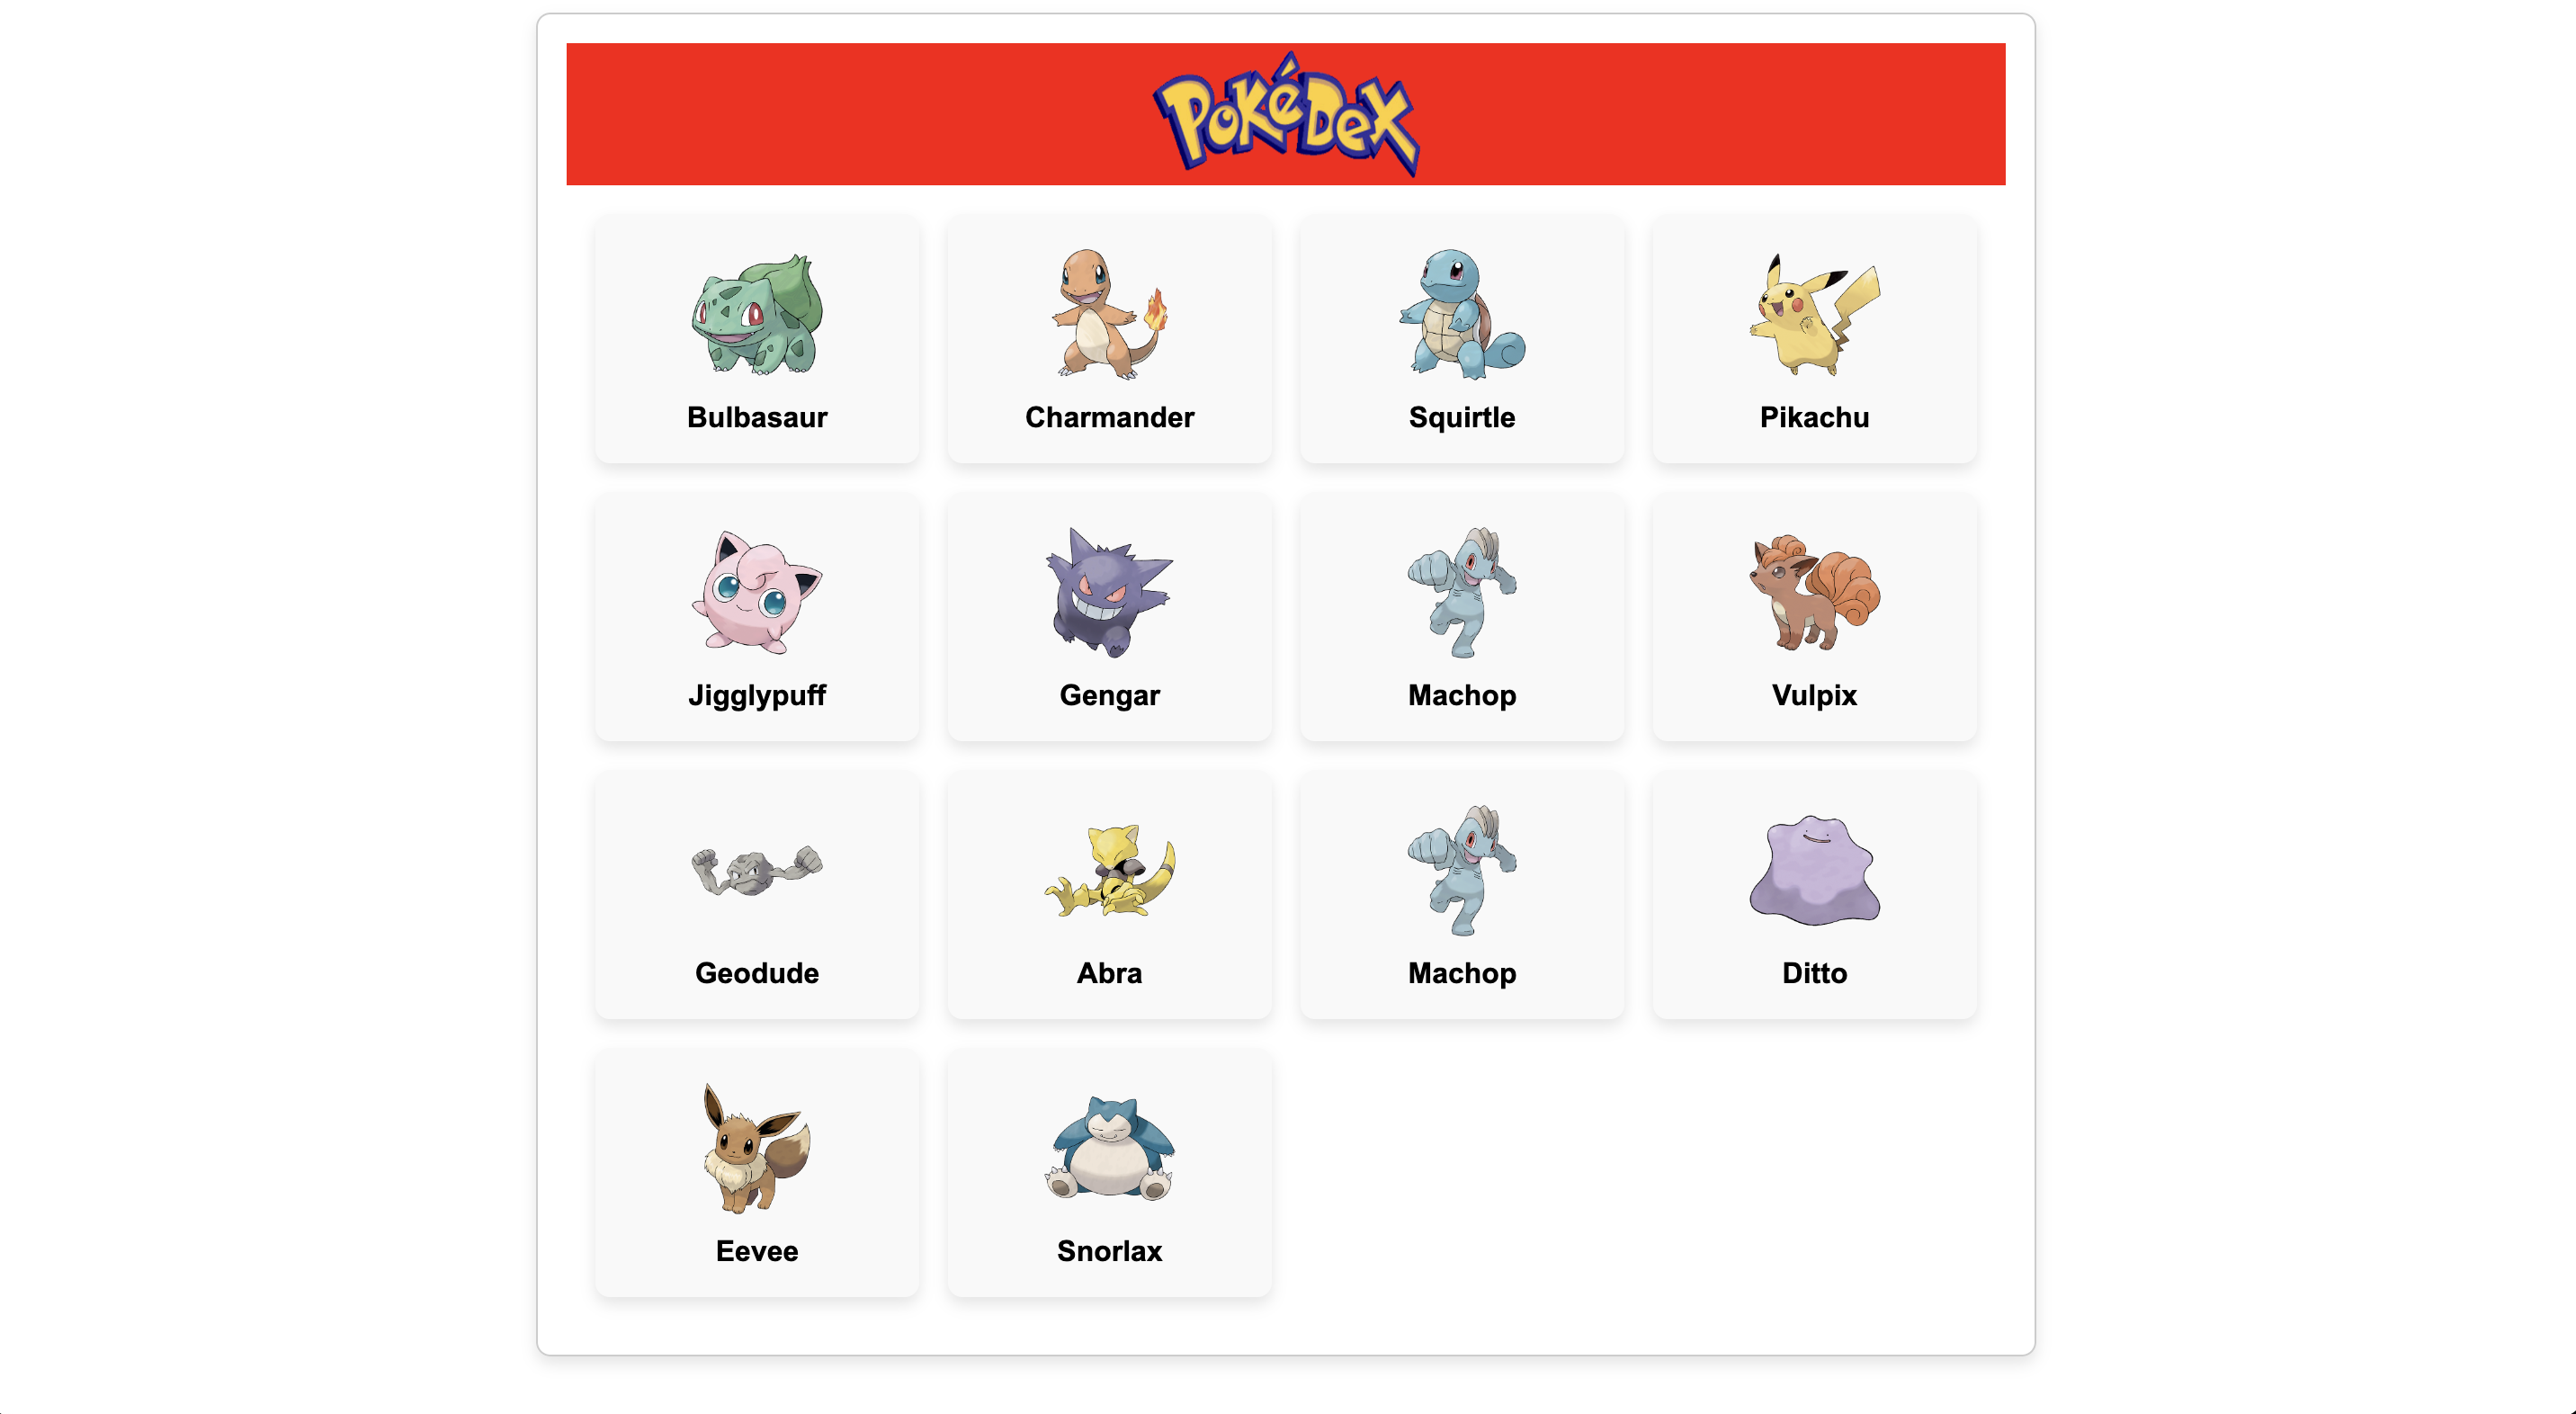 PoKéDex
Bulbasaur
Charmander
Squirtle
Pikachu
Jigglypuff
Gengar
Machop
Vulpix
Geodude
Abra
Machop
Ditto
Eevee
Snorlax